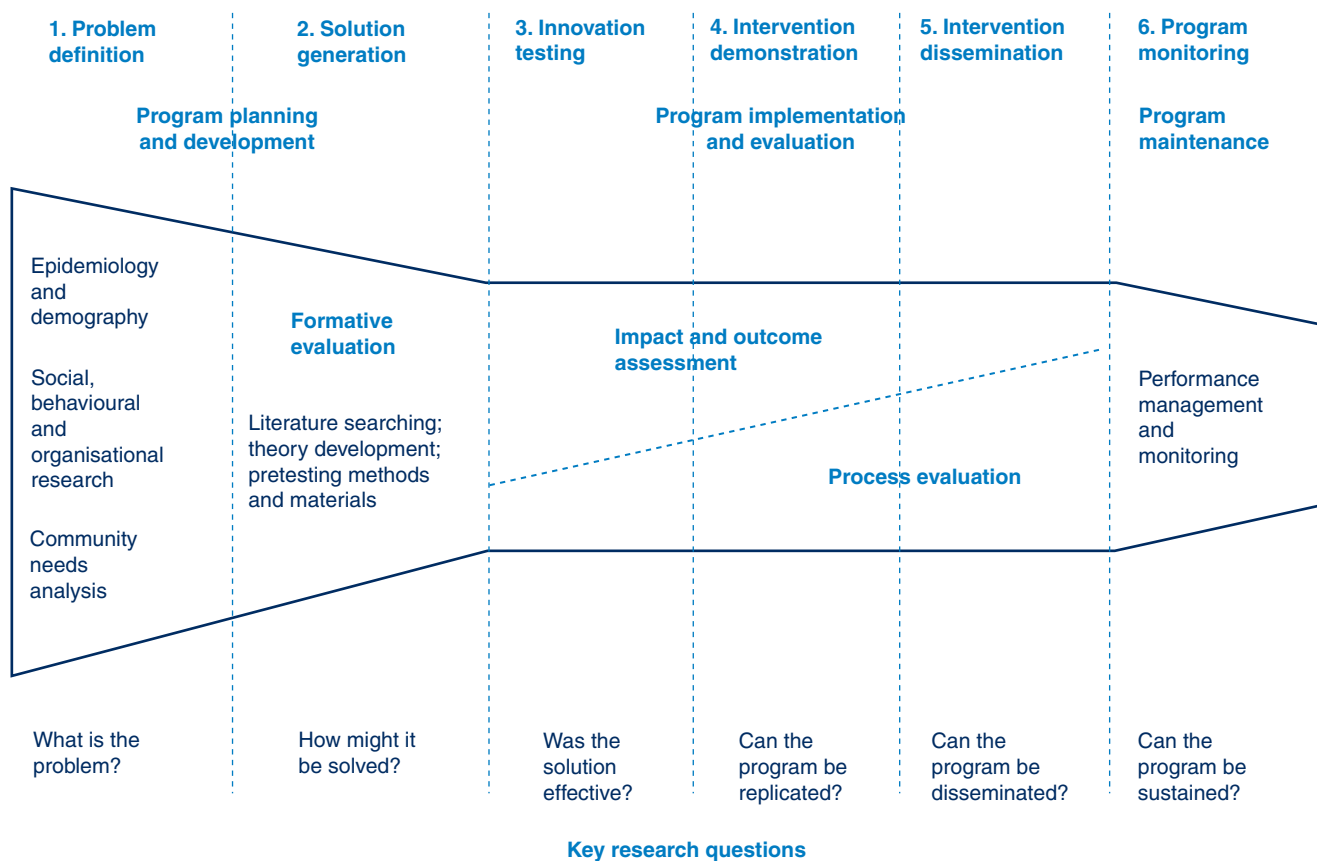 1. Problem
definition
2. Solution
generation
3. Innovation
testing
4. Intervention
demonstration
5. Intervention
dissemination
6. Program
monitoring
Program planning
and development
Program implementation
and evaluation
Program
maintenance
Epidemiology
and
demography
Social,
behavioural
and
organisational
research
Community
needs
analysis
Formative
evaluation
Literature searching;
theory development;
pretesting methods
and materials
Impact and outcome
assessment
Process evaluation
Performance
management
and
monitoring
What is the
problem?
How might it
be solved?
Was the
solution
effective?
Can the
program be
replicated?
Can the
program be
disseminated?
Can the
program be
sustained?
Key research questions